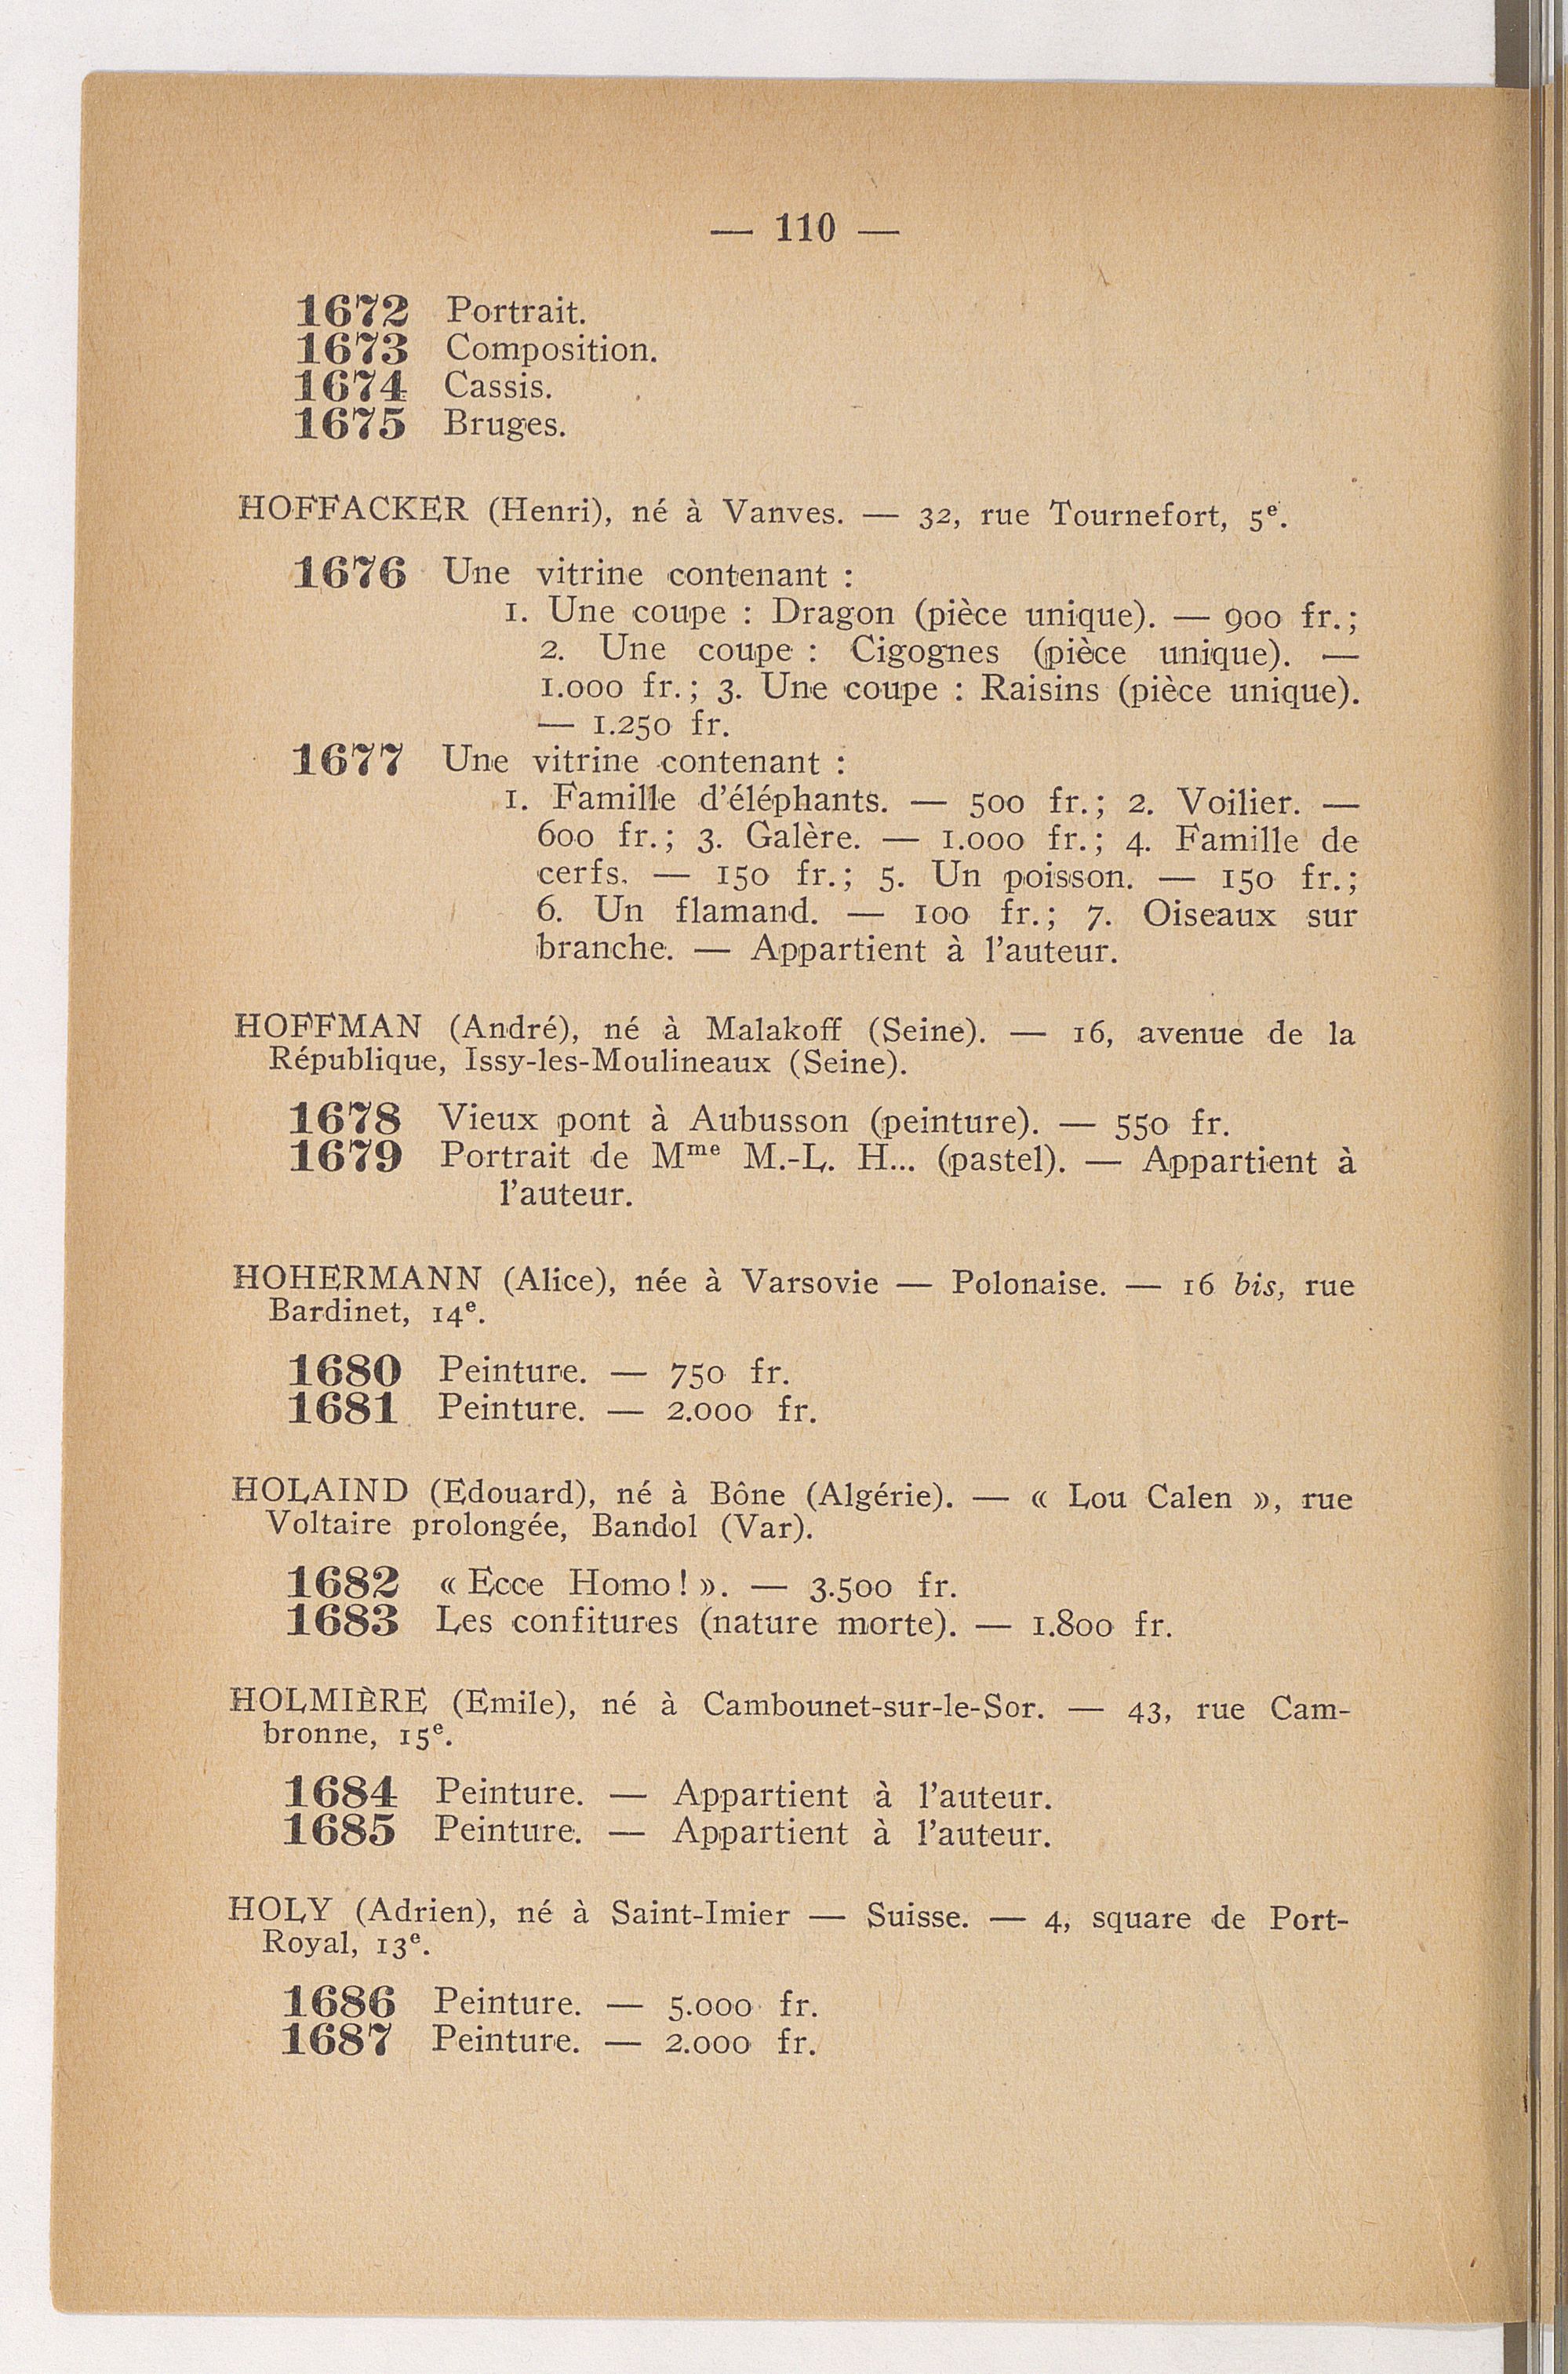 — 110 —
1672 Portrait.
1673 Composition.
1674 Cassis.
1675 Bruges.
HOFFACKER (Henri), né à Vanves. — 32, rue Tournefort, 5e.
1676 Une vitrine contenant :
1. Une coupe : Dragon (pièce unique). — 900 fr.;
2. Une coupe : Cigognes (pièce unique). —
1.000 fr.; 3. Une coupe : Raisins (pièce unique).
— 1.250 fr.
1677 Une vitrine contenant :
1. Famille d'éléphants. — 500 fr.; 2. Voilier. —
600 fr.; 3. Galère. — 1.000 fr.; 4. Famille de
cerfs. — 150 fr.; 5. Un poisson. — 150 fr.;
6. Un flamand. — 100 fr.; 7. Oiseaux sur
branche. — Appartient à l'auteur.
HOFFMAN (André), né à Malakoff (Seine). — 16, avenue de la
République, Issy-les-Moulineaux (Seine).
1678 Vieux pont à Aubusson (peinture). — 550 fr.
1679 Portrait de Mme M.-L. H... (pastel). — Appartient à
l'auteur.
HOHERMANN (Alice), née à Varsovie — Polonaise. — 16 bis, rue
Bardinet, 14e.
1680 Peinture. — 750 fr.
1681 Peinture. — 2.000 fr.
HOLAIND (Edouard), né à Bône (Algérie). — « Lou Calen », rue
Voltaire prolongée, Bandol (Var).
1682 « Ecce Homo ! ». — 3.500 fr.
1683 Les confitures (nature morte). — 1.800 fr.
HOLMIÈRE (Emile), né à Cambounet-sur-le-Sor. — 43, rue Cam-
bronne, 15e.
1684 Peinture. — Appartient à l'auteur.
1685 Peinture. — Appartient à l'auteur.
HOLY (Adrien), né à Saint-Imier — Suisse. — 4, square de Port-
Royal, 13e.
1686 Peinture. — 5.000 fr.
1687 Peinture. — 2.000 fr.